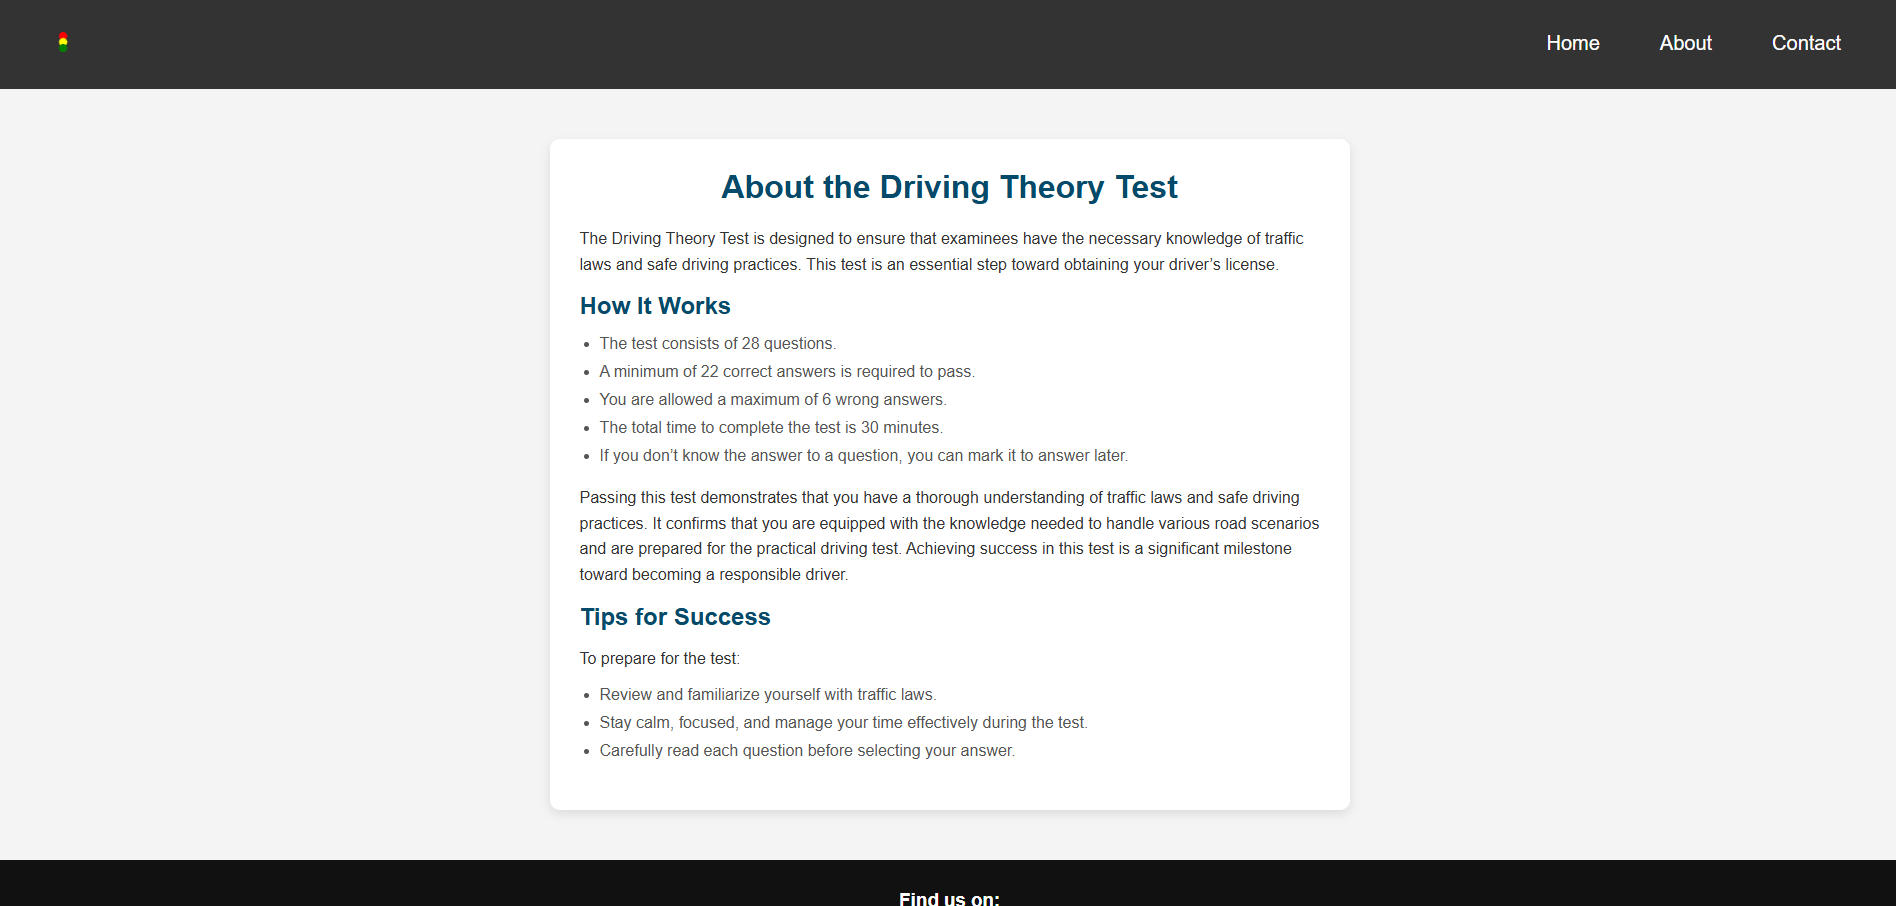 Home About Contact
About the Driving Theory Test
The Driving Theory Test is designed to ensure that examinees have the necessary knowledge of traffic
laws and safe driving practices. This test is an essential step toward obtaining your driver’s license.
How It Works
• The test consists of 28 questions.
• A minimum of 22 correct answers is required to pass.
• You are allowed a maximum of 6 wrong answers.
• The total time to complete the test is 30 minutes.
• If you don’t know the answer to a question, you can mark it to answer later.
Passing this test demonstrates that you have a thorough understanding of traffic laws and safe driving
practices. It confirms that you are equipped with the knowledge needed to handle various road scenarios
and are prepared for the practical driving test. Achieving success in this test is a significant milestone
toward becoming a responsible driver.
Tips for Success
To prepare for the test:
• Review and familiarize yourself with traffic laws.
• Stay calm, focused, and manage your time effectively during the test.
• Carefully read each question before selecting your answer.
Find us on: